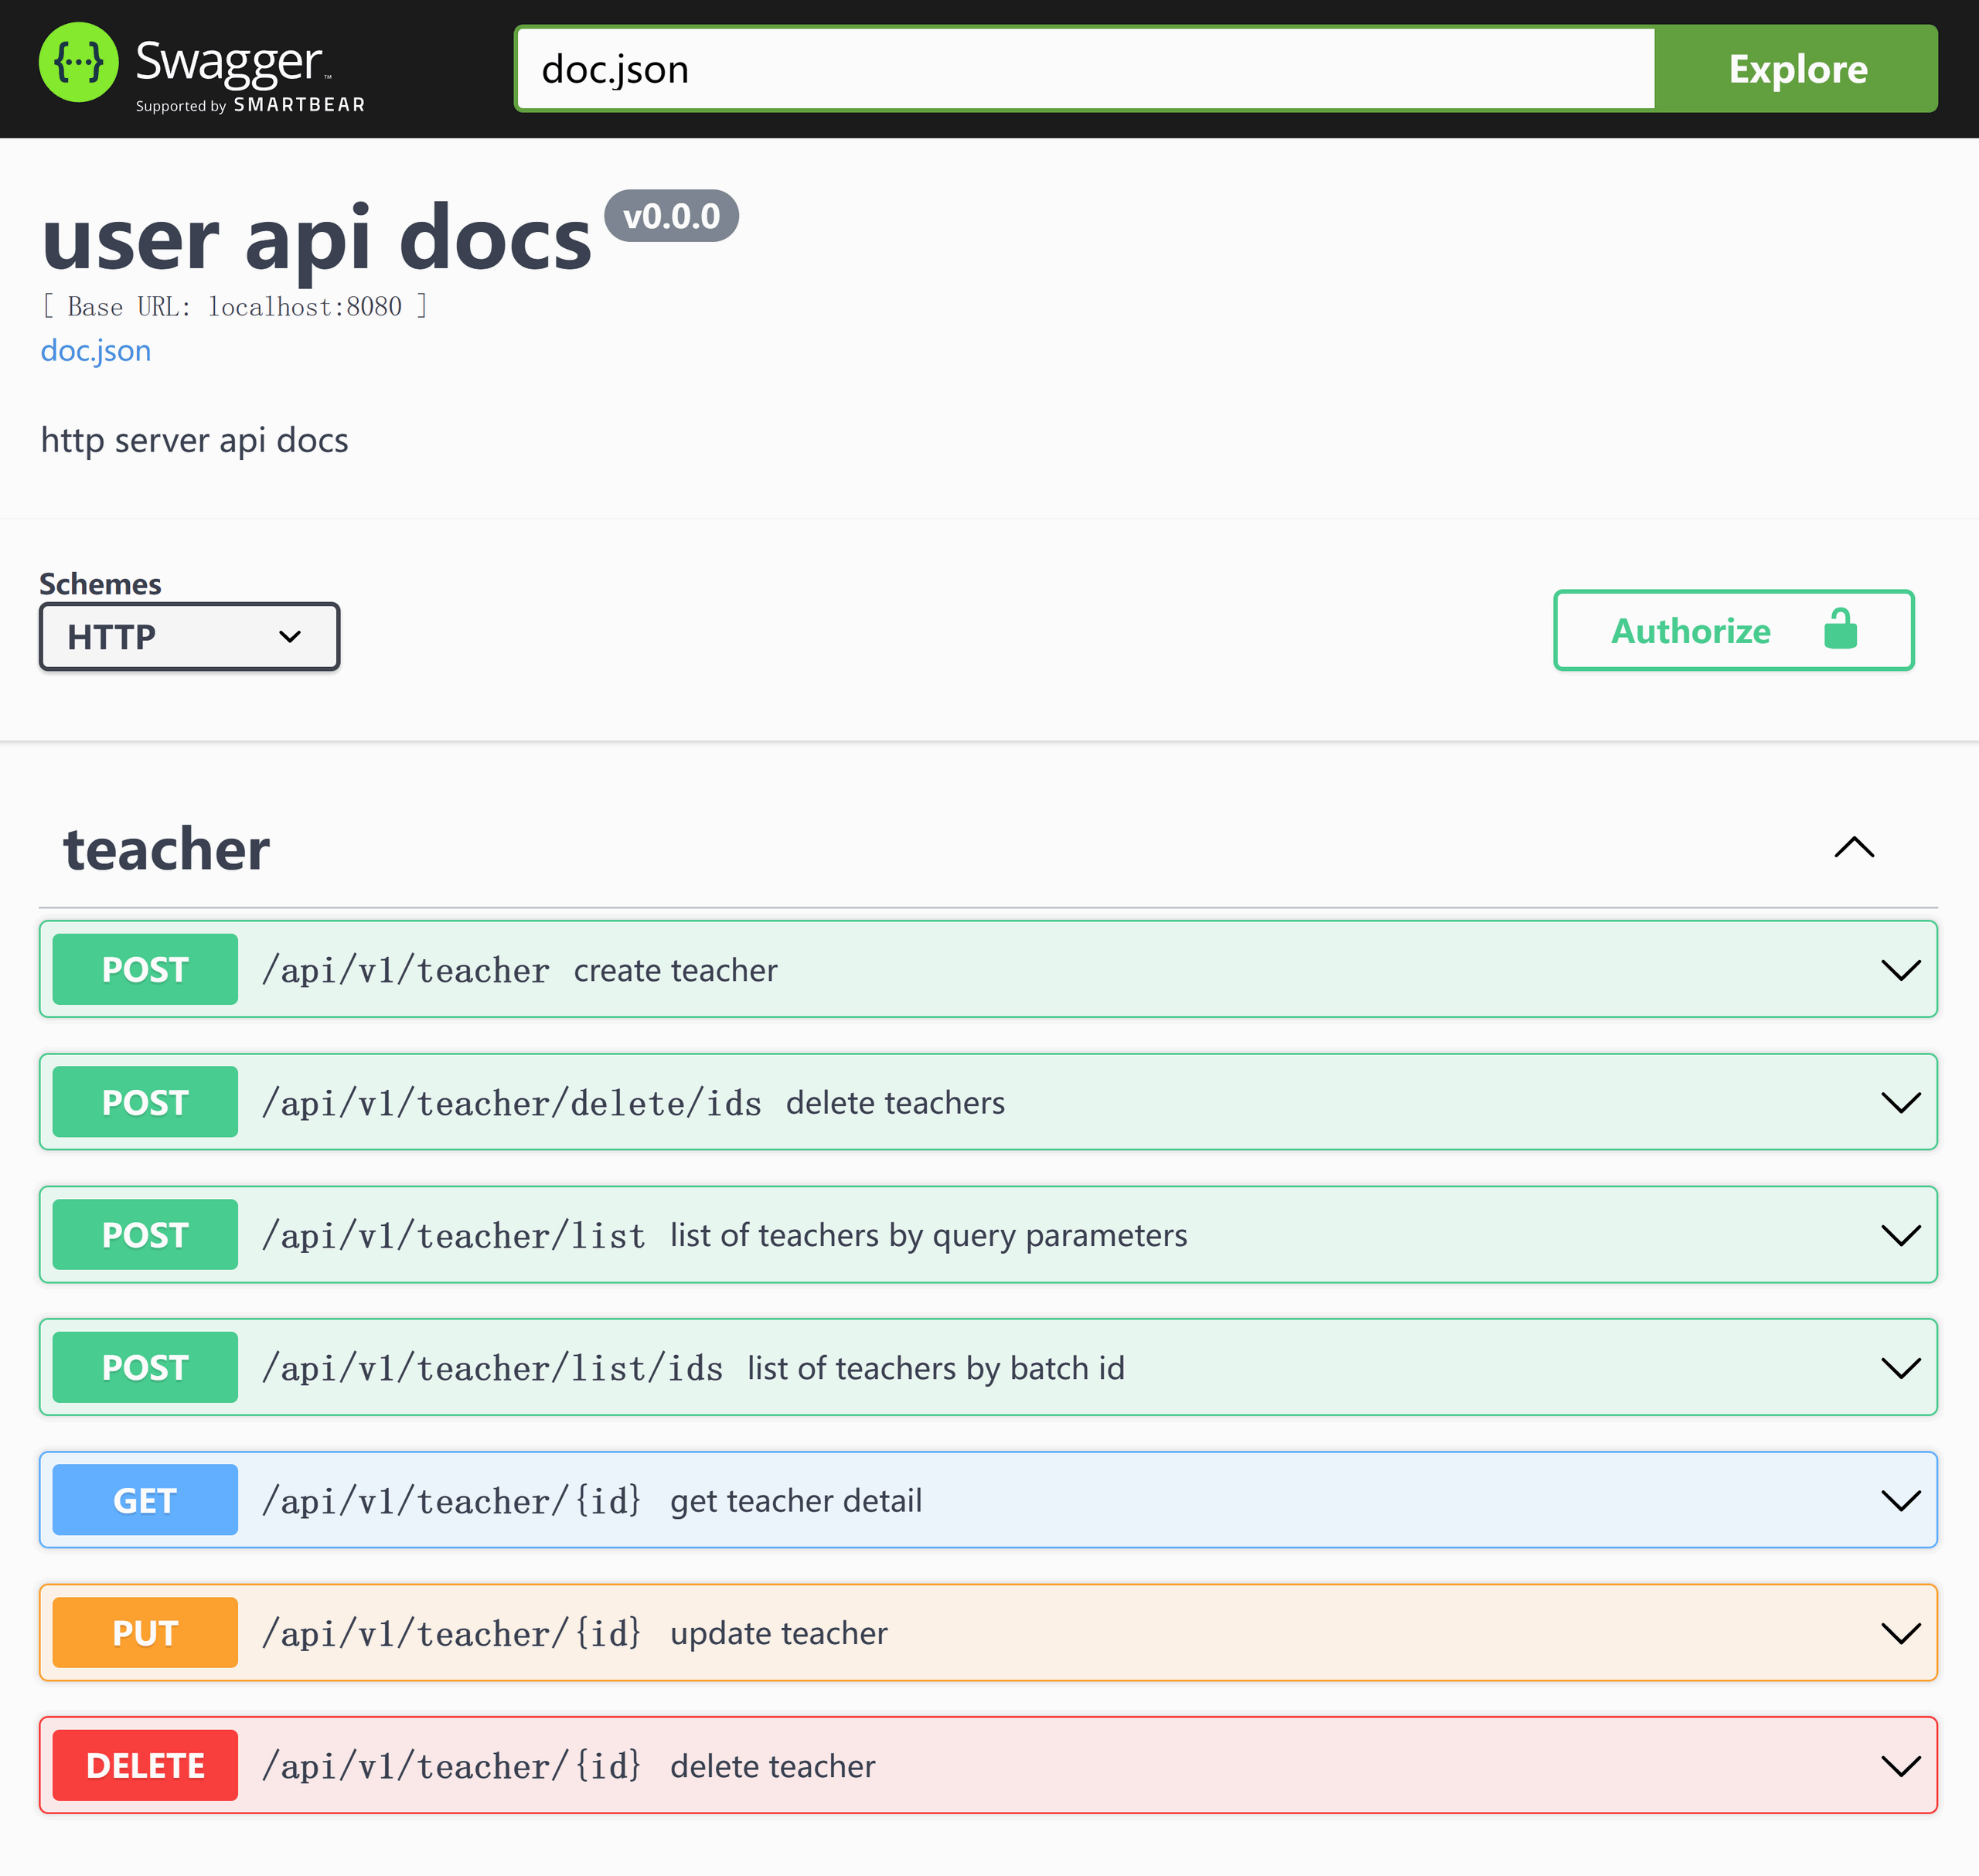 Swagger™
Supported by SMARTBEAR
doc.json
Explore
user api docs v0.0.0
[ Base URL: localhost:8080 ]
doc.json
http server api docs
Schemes
HTTP
Authorize
teacher
POST /api/v1/teacher create teacher
POST /api/v1/teacher/delete/ids delete teachers
POST /api/v1/teacher/list list of teachers by query parameters
POST /api/v1/teacher/list/ids list of teachers by batch id
GET /api/v1/teacher/{id} get teacher detail
PUT /api/v1/teacher/{id} update teacher
DELETE /api/v1/teacher/{id} delete teacher